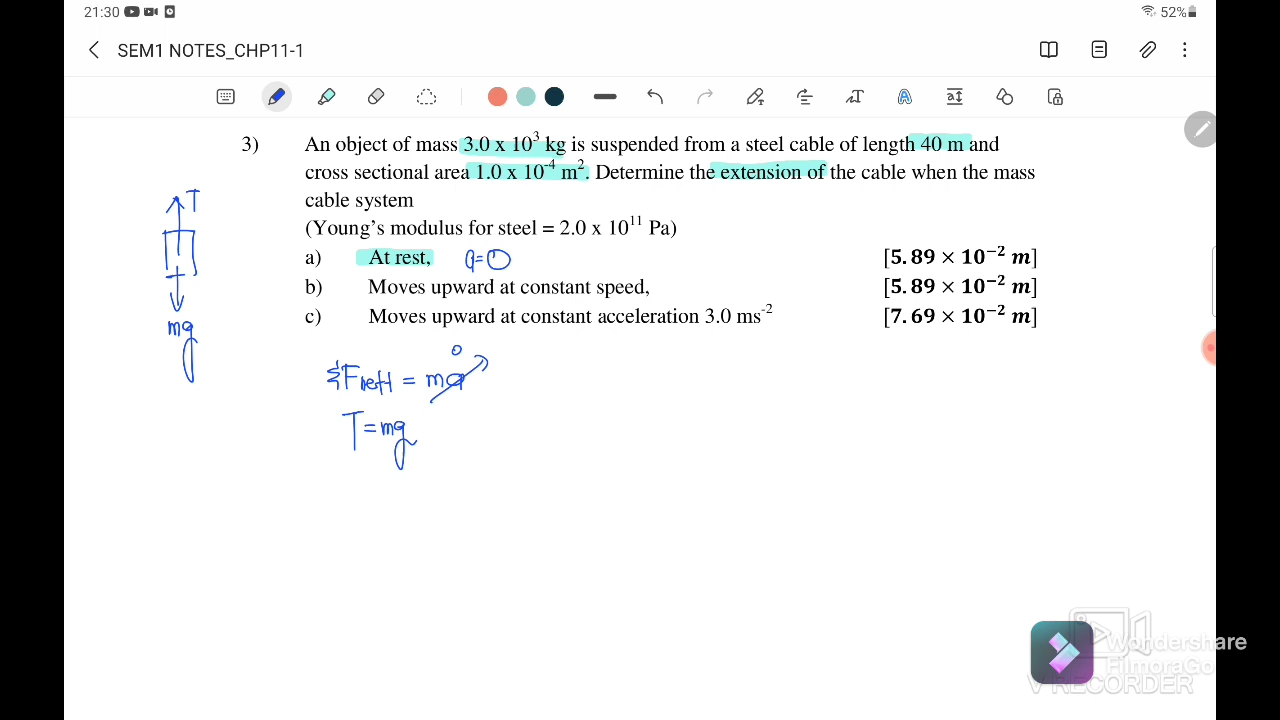 21:30 52%
SEM1 NOTES_CHP11-1
3) An object of mass 3.0 x 10³ kg is suspended from a steel cable of length 40 m and
cross sectional area 1.0 x 10⁻⁴ m². Determine the extension of the cable when the mass
cable system
(Young's modulus for steel = 2.0 x 10¹¹ Pa)
a) At rest, a=0 [5.89 × 10⁻² m]
b) Moves upward at constant speed, [5.89 × 10⁻² m]
c) Moves upward at constant acceleration 3.0 ms⁻² [7.69 × 10⁻² m]
T
mg
0
ΣFnett = ma
T=mg
Wondershare
FilmoraGo
V RECORDER